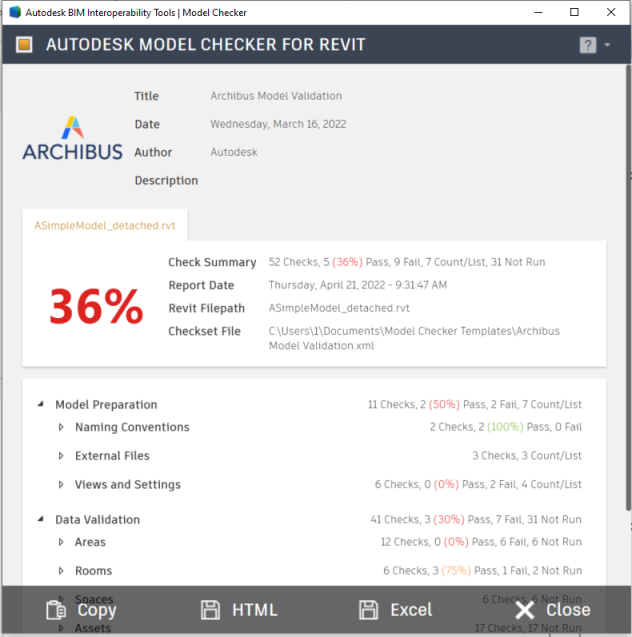 Autodesk BIM Interoperability Tools | Model Checker
AUTODESK MODEL CHECKER FOR REVIT
?
ARCHIBUS
Title Archibus Model Validation
Date Wednesday, March 16, 2022
Author Autodesk
Description
ASimpleModel_detached.rvt
36%
Check Summary 52 Checks, 5 (36%) Pass, 9 Fail, 7 Count/List, 31 Not Run
Report Date Thursday, April 21, 2022 - 9:31:47 AM
Revit Filepath ASimpleModel_detached.rvt
Checkset File C:\Users\1\Documents\Model Checker Templates\Archibus
Model Validation.xml
Model Preparation 11 Checks, 2 (50%) Pass, 2 Fail, 7 Count/List
Naming Conventions 2 Checks, 2 (100%) Pass, 0 Fail
External Files 3 Checks, 3 Count/List
Views and Settings 6 Checks, 0 (0%) Pass, 2 Fail, 4 Count/List
Data Validation 41 Checks, 3 (30%) Pass, 7 Fail, 31 Not Run
Areas 12 Checks, 0 (0%) Pass, 6 Fail, 6 Not Run
Rooms 6 Checks, 3 (75%) Pass, 1 Fail, 2 Not Run
Spaces 6 Checks, 6 Not Run
Copy HTML Excel Close
Assets 17 Checks, 17 Not Run